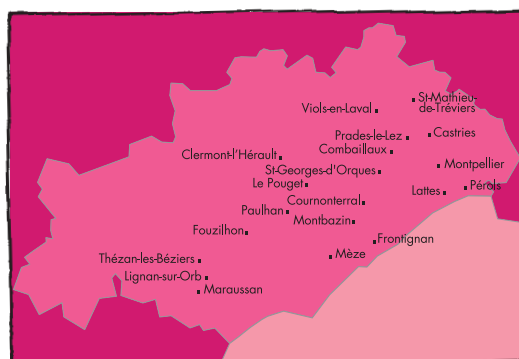 St-Mathieu-
de-Tréviers
Viols-en-Laval
Prades-le-Lez
Castries
Combaillaux
Clermont-l'Hérault
Montpellier
St-Georges-d'Orques
Le Pouget
Pérols
Lattes
Cournonterral
Paulhan
Montbazin
Fouzilhon
Frontignan
Mèze
Thézan-les-Béziers
Lignan-sur-Orb
Maraussan